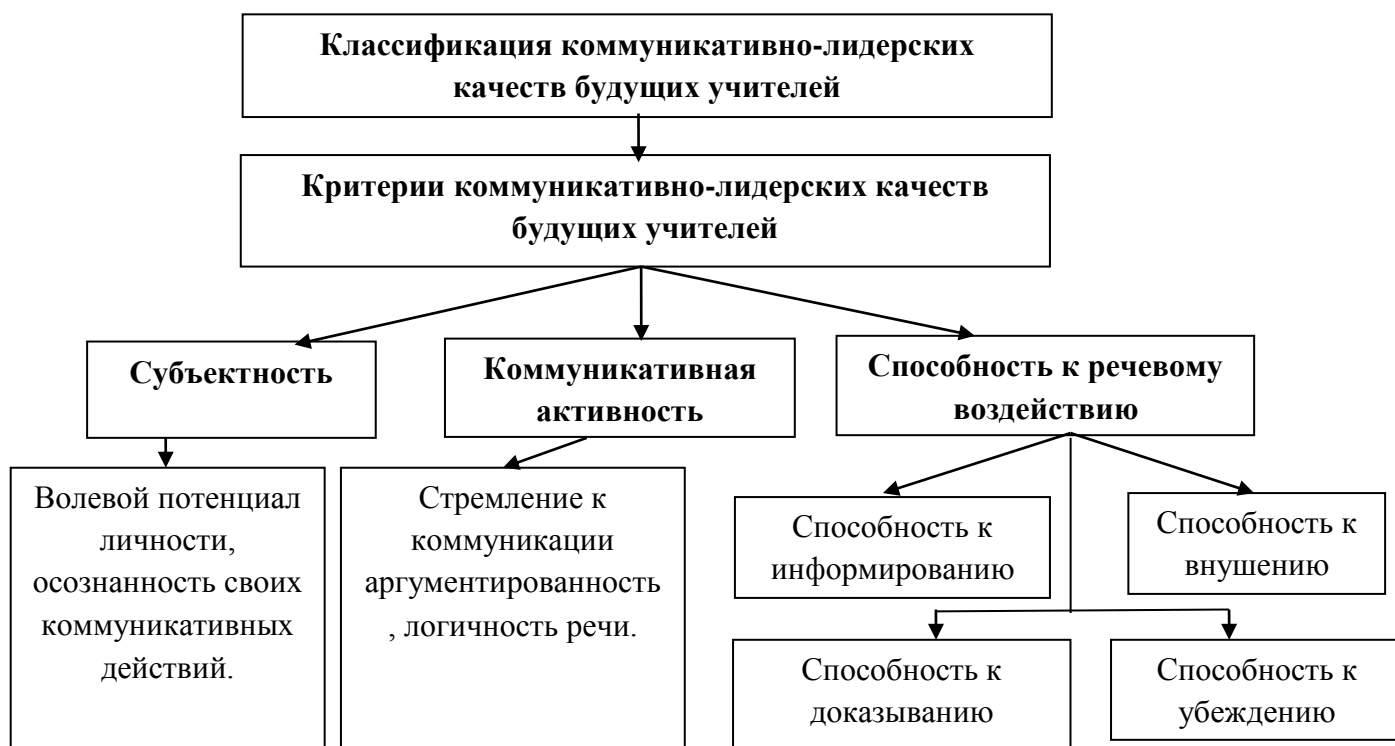 Классификация коммуникативно-лидерских
качеств будущих учителей
Критерии коммуникативно-лидерских качеств
будущих учителей
Субъектность
Коммуникативная
активность
Способность к речевому
воздействию
Волевой потенциал
личности,
осознанность своих
коммуникативных
действий.
Стремление к
коммуникации
аргументированность
, логичность речи.
Способность к
информированию
Способность к
внушению
Способность к
доказыванию
Способность к
убеждению